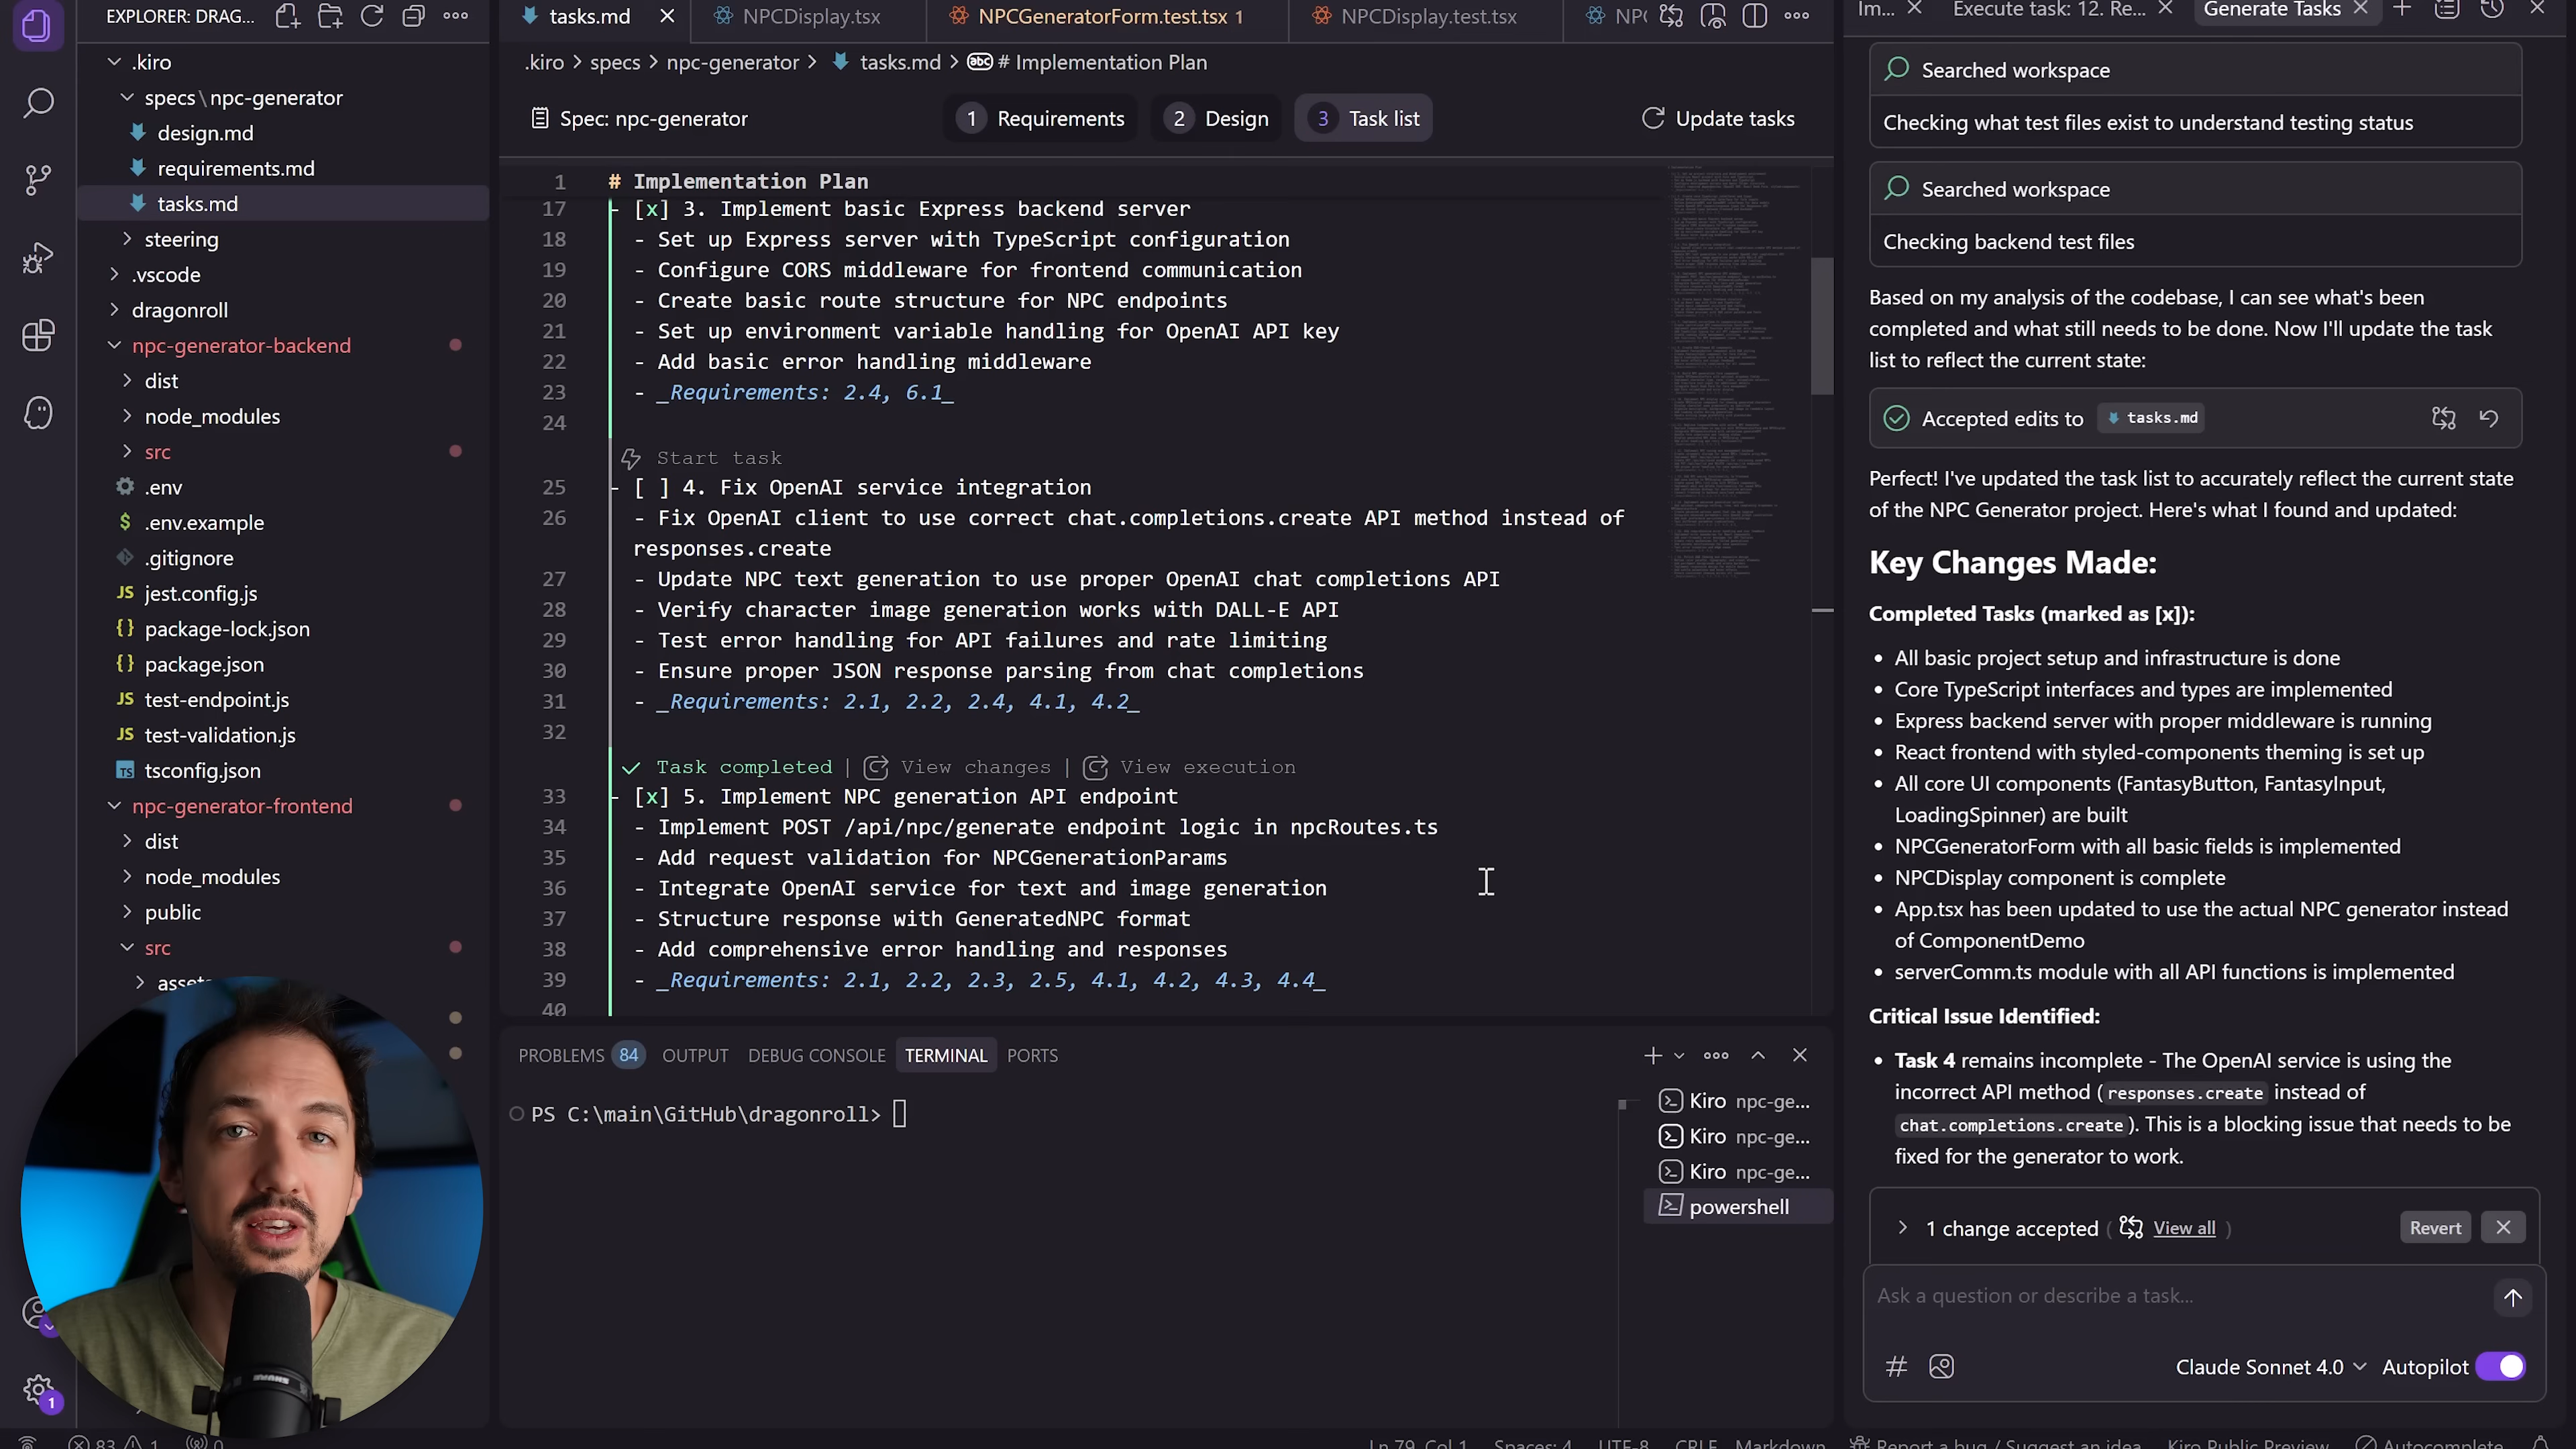 EXPLORER: DRAG...
.kiro
specs\npc-generator
design.md
requirements.md
tasks.md
steering
.vscode
dragonroll
npc-generator-backend
dist
node_modules
src
.env
.env.example
.gitignore
jest.config.js
package-lock.json
package.json
test-endpoint.js
test-validation.js
tsconfig.json
npc-generator-frontend
dist
node_modules
public
src
1
tasks.md
NPCDisplay.tsx
NPCGeneratorForm.test.tsx 1
NPCDisplay.test.tsx
.kiro > specs > npc-generator > tasks.md > # Implementation Plan
Spec: npc-generator
1 Requirements
2 Design
3 Task list
Update tasks
1 # Implementation Plan
17 - [x] 3. Implement basic Express backend server
18 - Set up Express server with TypeScript configuration
19 - Configure CORS middleware for frontend communication
20 - Create basic route structure for NPC endpoints
21 - Set up environment variable handling for OpenAI API key
22 - Add basic error handling middleware
23 - _Requirements: 2.4, 6.1_
24
Start task
25 - [ ] 4. Fix OpenAI service integration
26 - Fix OpenAI client to use correct chat.completions.create API method instead of
responses.create
27 - Update NPC text generation to use proper OpenAI chat completions API
28 - Verify character image generation works with DALL-E API
29 - Test error handling for API failures and rate limiting
30 - Ensure proper JSON response parsing from chat completions
31 - _Requirements: 2.1, 2.2, 2.4, 4.1, 4.2_
32
Task completed | View changes | View execution
33 - [x] 5. Implement NPC generation API endpoint
34 - Implement POST /api/npc/generate endpoint logic in npcRoutes.ts
35 - Add request validation for NPCGenerationParams
36 - Integrate OpenAI service for text and image generation
37 - Structure response with GeneratedNPC format
38 - Add comprehensive error handling and responses
39 - _Requirements: 2.1, 2.2, 2.3, 2.5, 4.1, 4.2, 4.3, 4.4_
40
PROBLEMS 84 OUTPUT DEBUG CONSOLE TERMINAL PORTS
PS C:\main\GitHub\dragonroll>
Kiro npc-ge...
Kiro npc-ge...
Kiro npc-ge...
powershell
Execute task: 12. Re...
Generate Tasks
Searched workspace
Checking what test files exist to understand testing status
Searched workspace
Checking backend test files
Based on my analysis of the codebase, I can see what's been
completed and what still needs to be done. Now I'll update the task
list to reflect the current state:
Accepted edits to tasks.md
Perfect! I've updated the task list to accurately reflect the current state
of the NPC Generator project. Here's what I found and updated:
Key Changes Made:
Completed Tasks (marked as [x]):
• All basic project setup and infrastructure is done
• Core TypeScript interfaces and types are implemented
• Express backend server with proper middleware is running
• React frontend with styled-components theming is set up
• All core UI components (FantasyButton, FantasyInput,
LoadingSpinner) are built
• NPCGeneratorForm with all basic fields is implemented
• NPCDisplay component is complete
• App.tsx has been updated to use the actual NPC generator instead
of ComponentDemo
• serverComm.ts module with all API functions is implemented
Critical Issue Identified:
• Task 4 remains incomplete - The OpenAI service is using the
incorrect API method (responses.create instead of
chat.completions.create). This is a blocking issue that needs to be
fixed for the generator to work.
1 change accepted ( View all )
Revert
Ask a question or describe a task...
Claude Sonnet 4.0
Autopilot
83 1 0
Ln 79, Col 1 Spaces: 4 UTF-8 CRLF Markdown Report a bug / Suggest an idea Kiro Public Preview Autocomplete